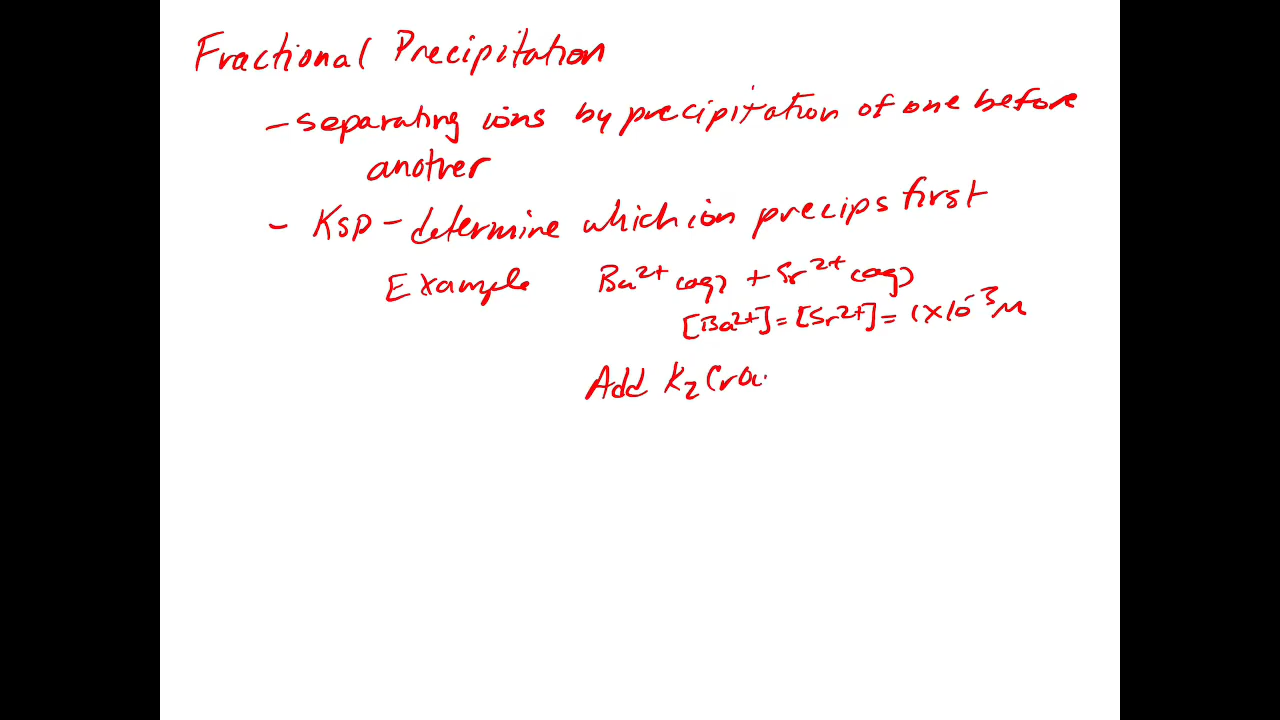 Fractional Precipitation
- separating ions by precipitation of one before
another
- Ksp - determine which ion precips first
Example Ba²⁺ (aq) + Sr²⁺ (aq)
[Ba²⁺] = [Sr²⁺] = 1×10⁻³ M
Add K₂CrO